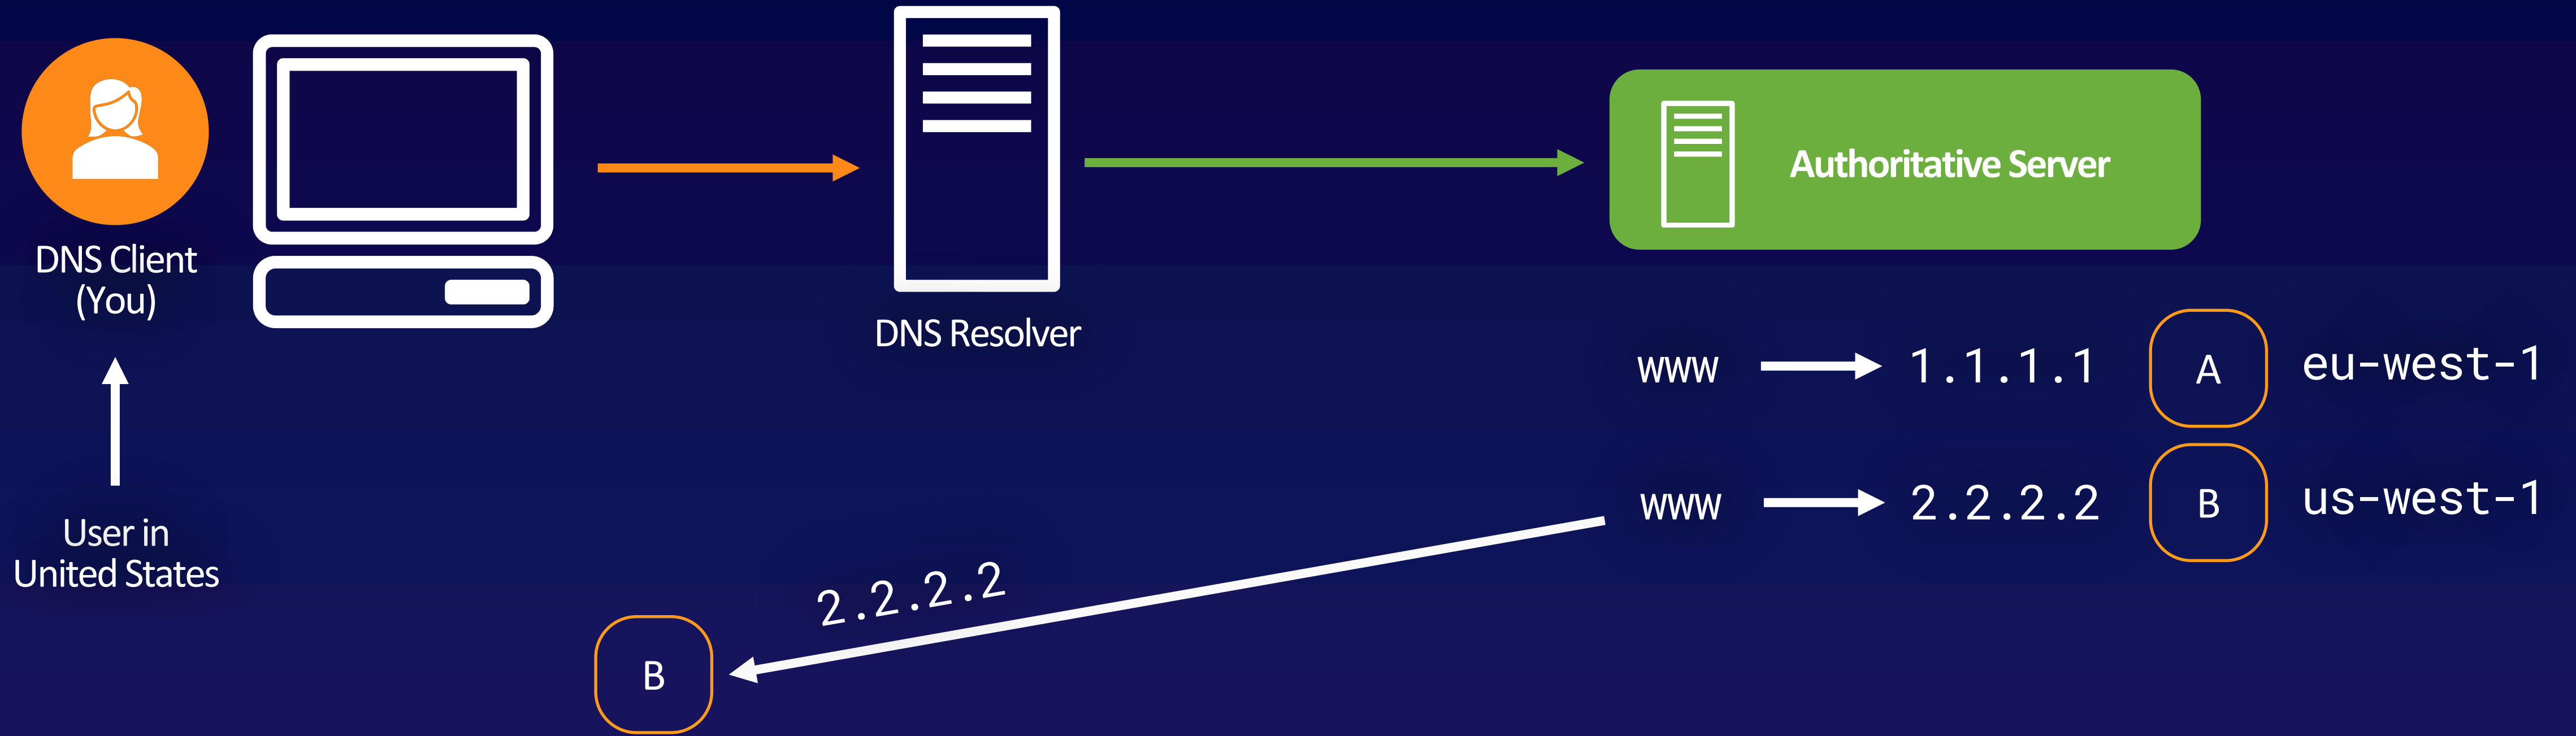 DNS Client
(You)
User in
United States
DNS Resolver
Authoritative Server
www 1.1.1.1 A eu-west-1
www 2.2.2.2 B us-west-1
2.2.2.2
B